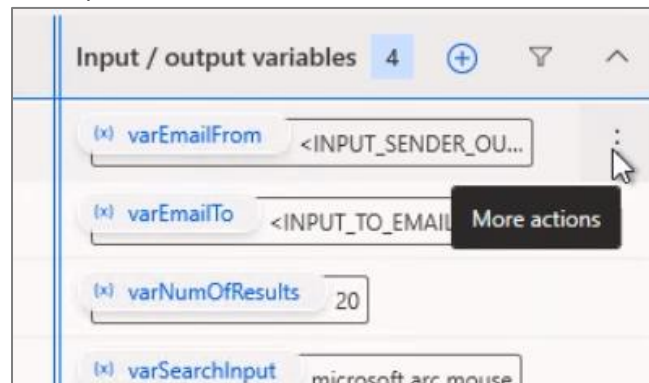 Input / output variables 4
(x) varEmailFrom <INPUT_SENDER_OU...
(x) varEmailTo <INPUT_TO_EMAIL
More actions
(x) varNumOfResults 20
(x) varSearchInput microsoft arc mouse